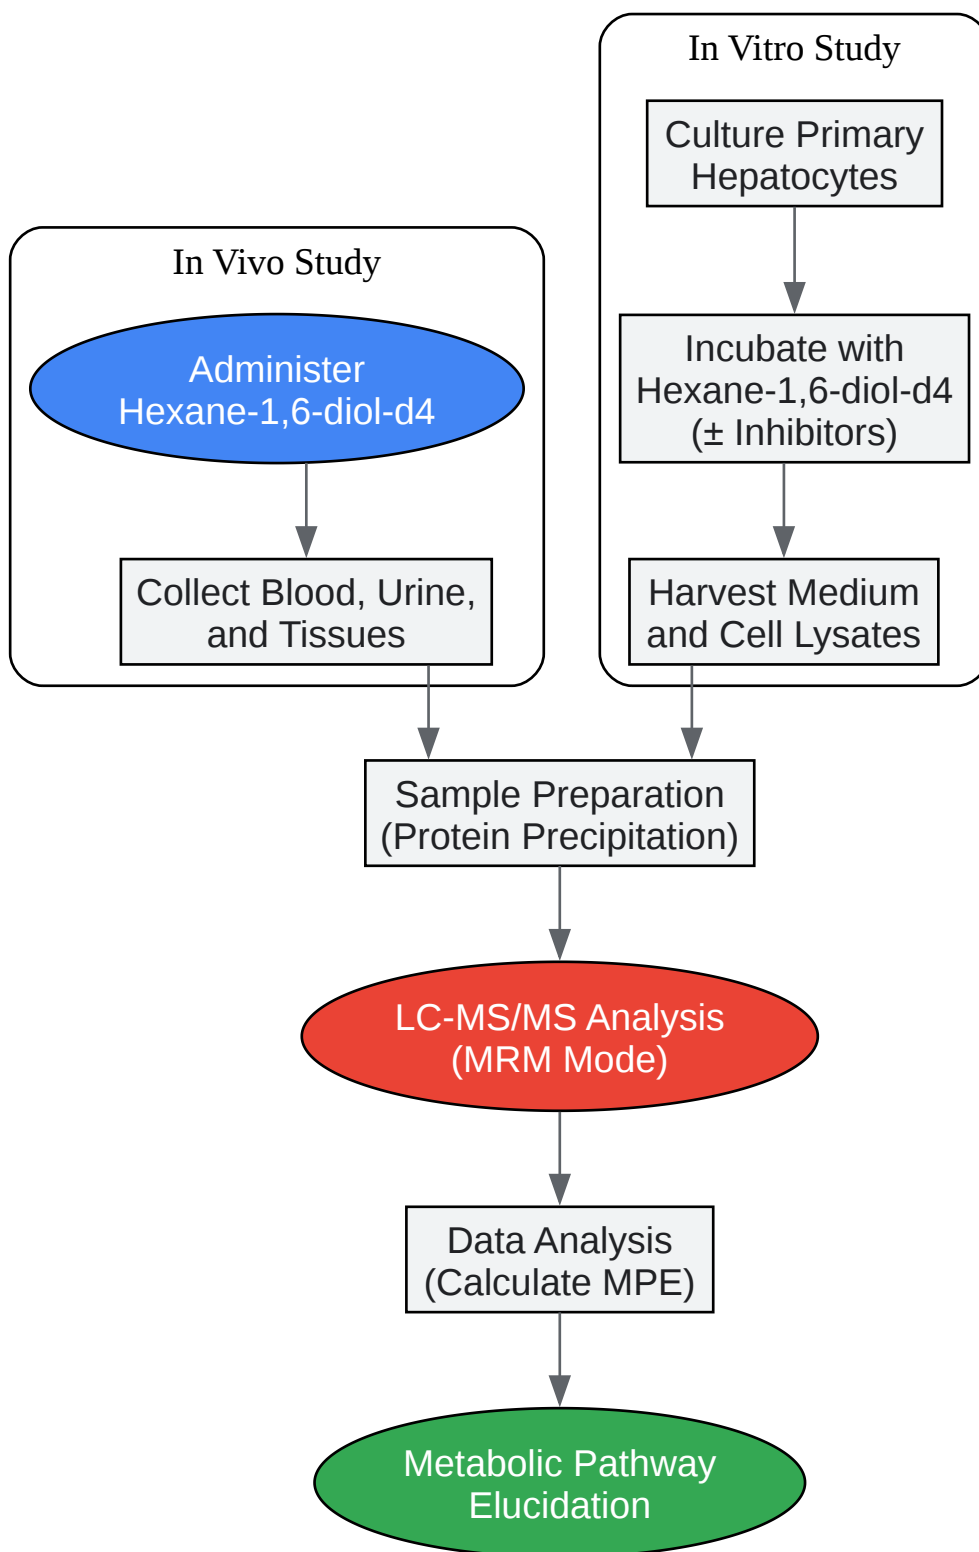 In Vivo Study
Administer
Hexane-1,6-diol-d4
Collect Blood, Urine,
and Tissues
In Vitro Study
Culture Primary
Hepatocytes
Incubate with
Hexane-1,6-diol-d4
(± Inhibitors)
Harvest Medium
and Cell Lysates
Sample Preparation
(Protein Precipitation)
LC-MS/MS Analysis
(MRM Mode)
Data Analysis
(Calculate MPE)
Metabolic Pathway
Elucidation